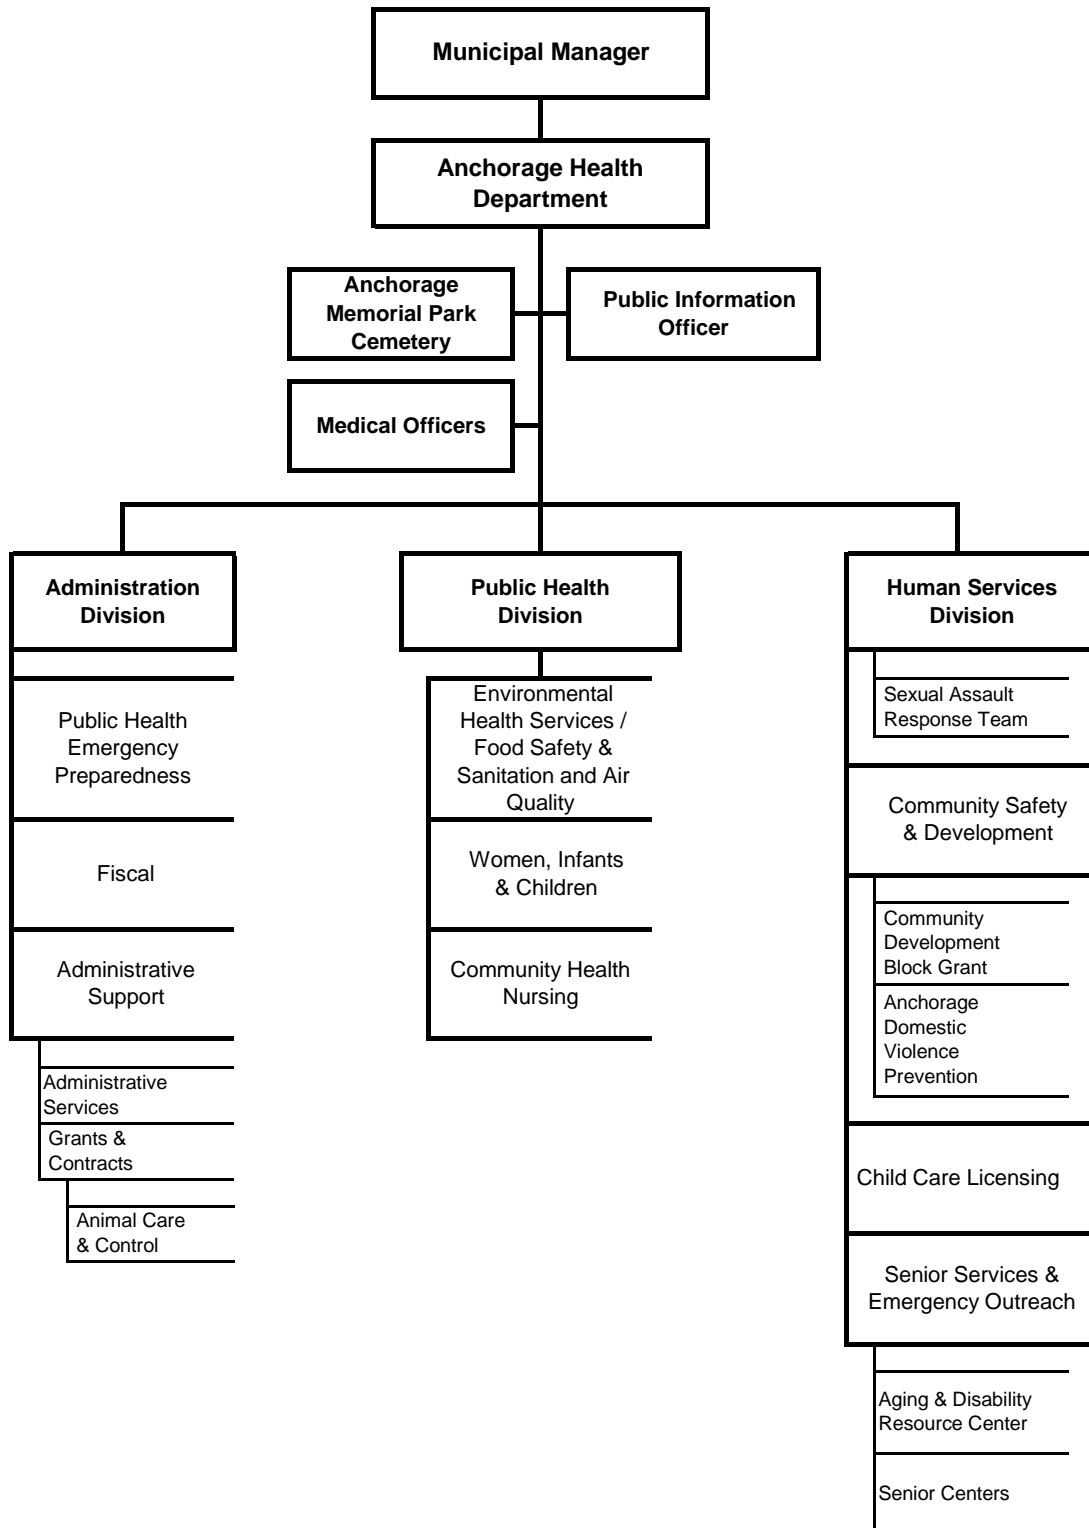 Municipal Manager
Anchorage Health
Department
Anchorage
Memorial Park
Cemetery
Public Information
Officer
Medical Officers
Administration
Division
Public Health
Emergency
Preparedness
Fiscal
Administrative
Support
Administrative
Services
Grants &
Contracts
Animal Care
& Control
Public Health
Division
Environmental
Health Services /
Food Safety &
Sanitation and Air
Quality
Women, Infants
& Children
Community Health
Nursing
Human Services
Division
Sexual Assault
Response Team
Community Safety
& Development
Community
Development
Block Grant
Anchorage
Domestic
Violence
Prevention
Child Care Licensing
Senior Services &
Emergency Outreach
Aging & Disability
Resource Center
Senior Centers